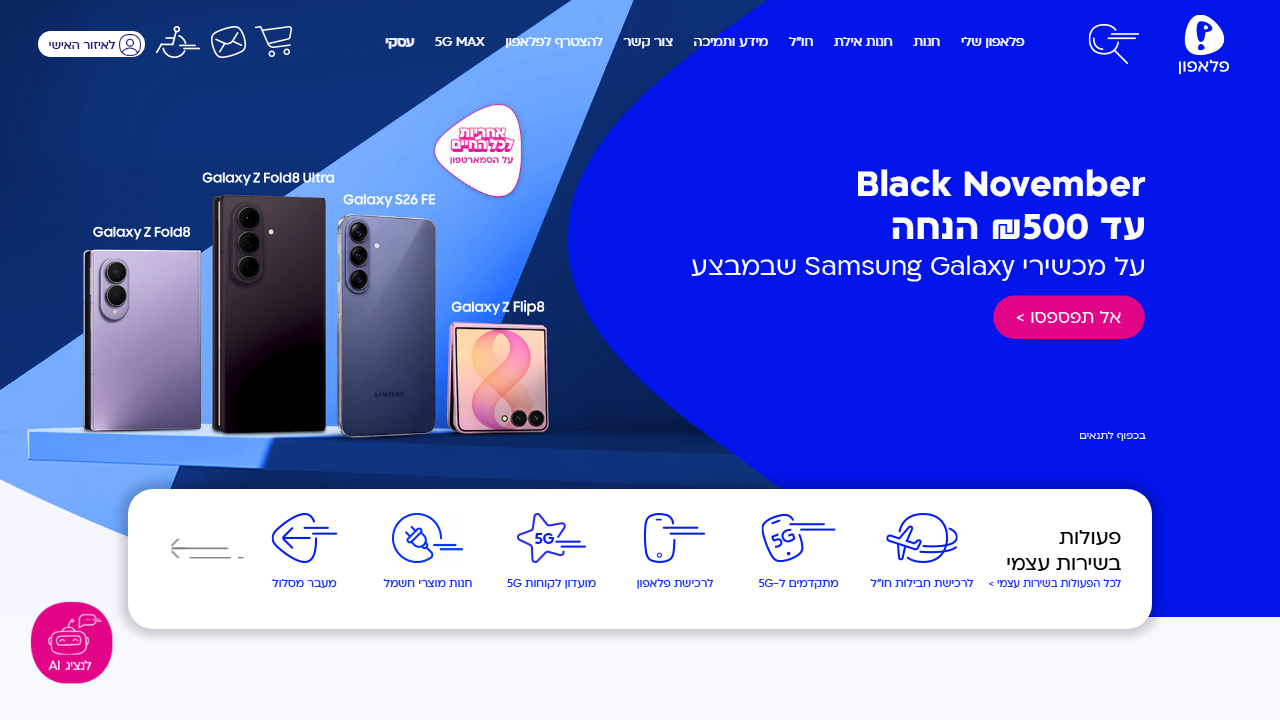 פלאפון
פלאפון שלי
חנות
חנות אילת
חו"ל
מידע ותמיכה
צור קשר
להצטרף לפלאפון
5G MAX
עסקי
לאיזור האישי
Black November
עד 500₪ הנחה
על מכשירי Samsung Galaxy שבמבצע
אל תפספסו >
בכפוף לתנאים
אחריות
לכל החיים
על הסמארטפון
Galaxy Z Fold8 Ultra
Galaxy S26 FE
Galaxy Z Fold8
Galaxy Z Flip8
SAMSUNG
פעולות
בשירות עצמי
לכל הפעולות בשירות עצמי >
לרכישת חבילות חו"ל
5G
מתקדמים ל-5G
לרכישת פלאפון
5G
מועדון לקוחות 5G
חנות מוצרי חשמל
מעבר מסלול
לנציג AI